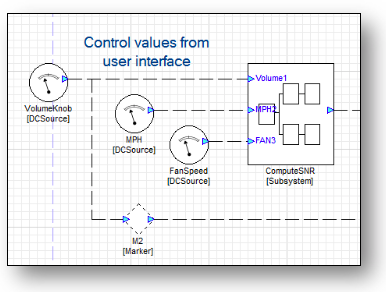 Control values from
user interface
VolumeKnob
[DCSource]
MPH
[DCSource]
FanSpeed
[DCSource]
Volume1
MPH2
FAN3
ComputeSNR
[Subsystem]
M2
[Marker]